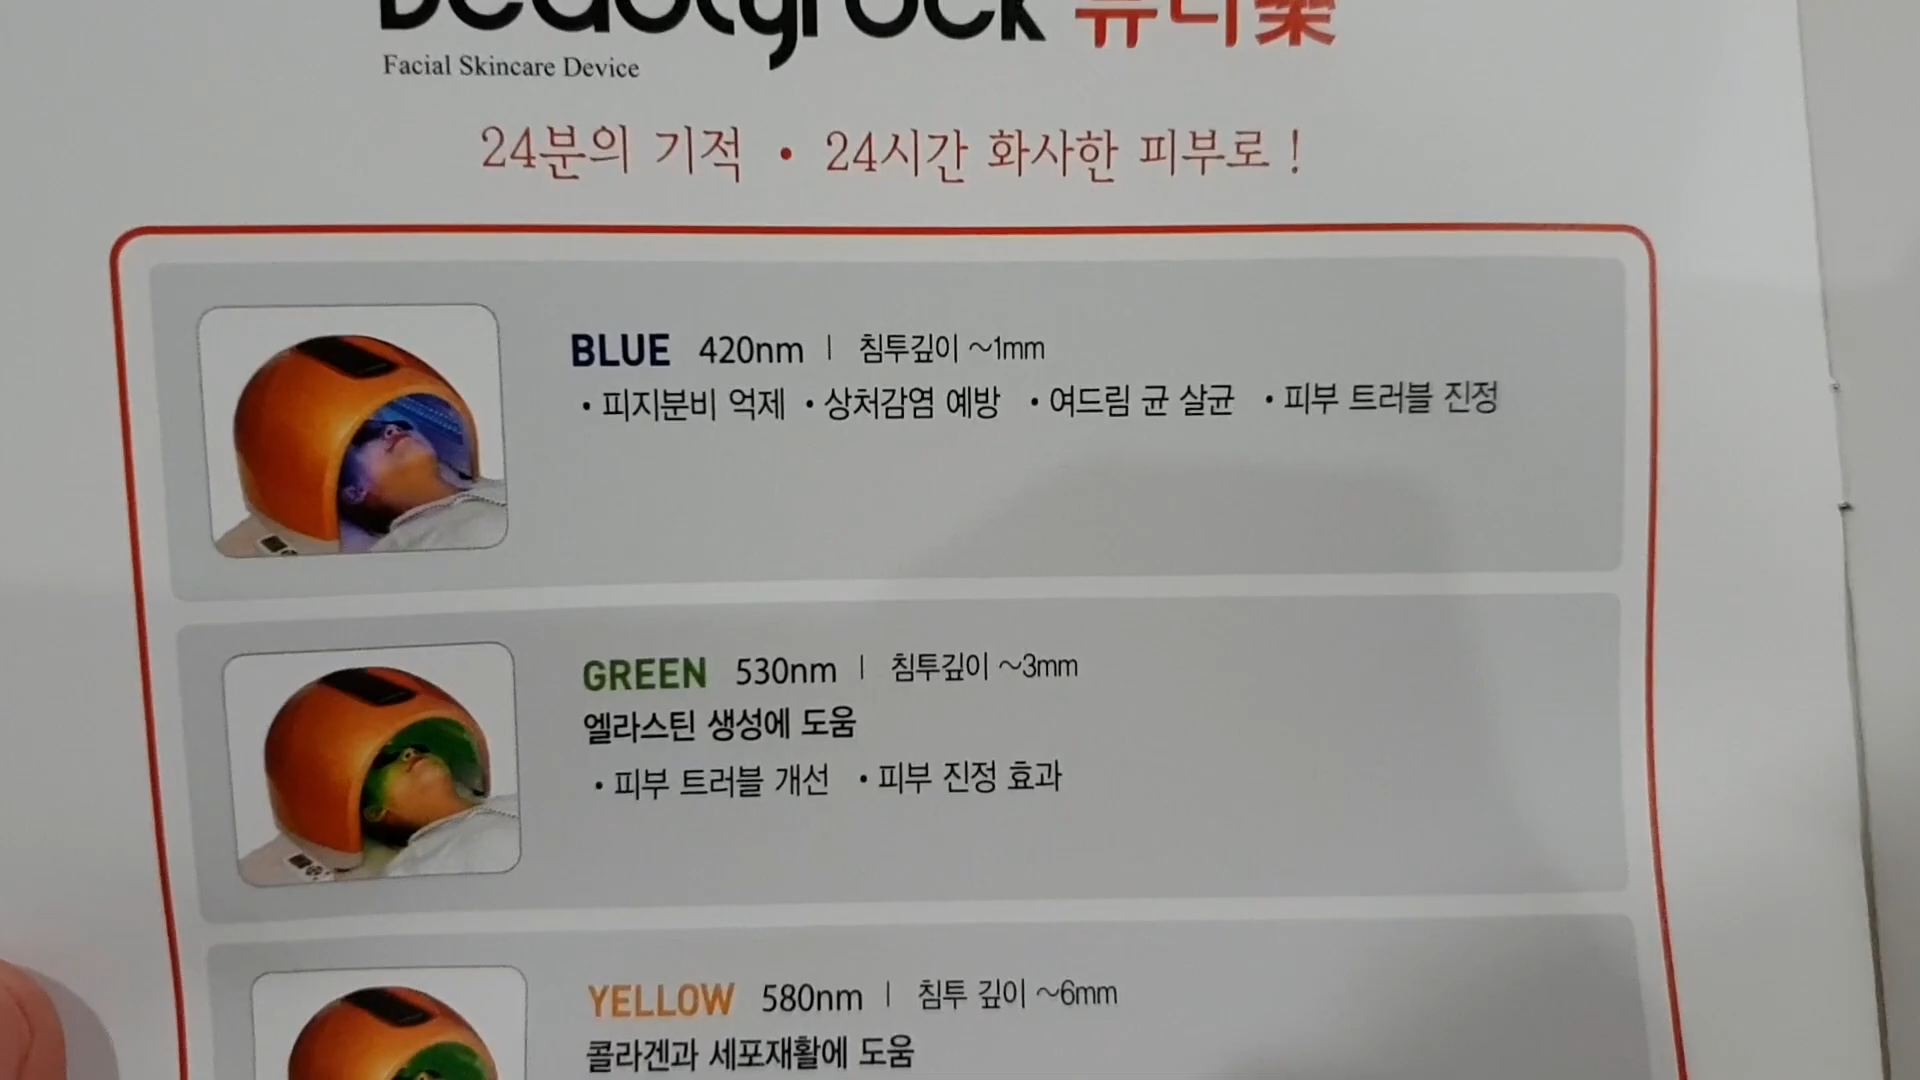 Beautyrock 뷰티樂
Facial Skincare Device
24분의 기적 • 24시간 화사한 피부로 !
BLUE 420nm | 침투깊이 ~1mm
• 피지분비 억제 • 상처감염 예방 • 여드림 균 살균 • 피부 트러블 진정
GREEN 530nm | 침투깊이 ~3mm
엘라스틴 생성에 도움
• 피부 트러블 개선 • 피부 진정 효과
YELLOW 580nm | 침투 깊이 ~6mm
콜라겐과 세포재활에 도움